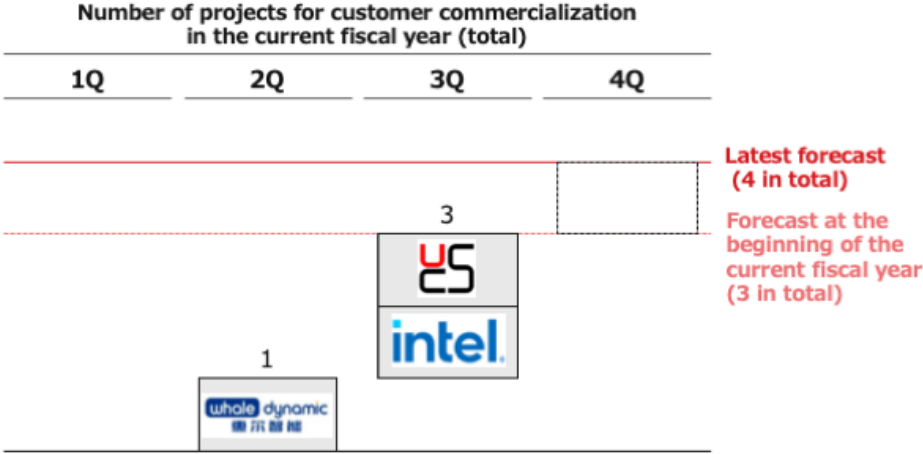 Number of projects for customer commercialization
in the current fiscal year (total)
1Q 2Q 3Q 4Q
Latest forecast
(4 in total)
3
Forecast at the
beginning of the
current fiscal year
(3 in total)
UCS
intel.
1
whale dynamic